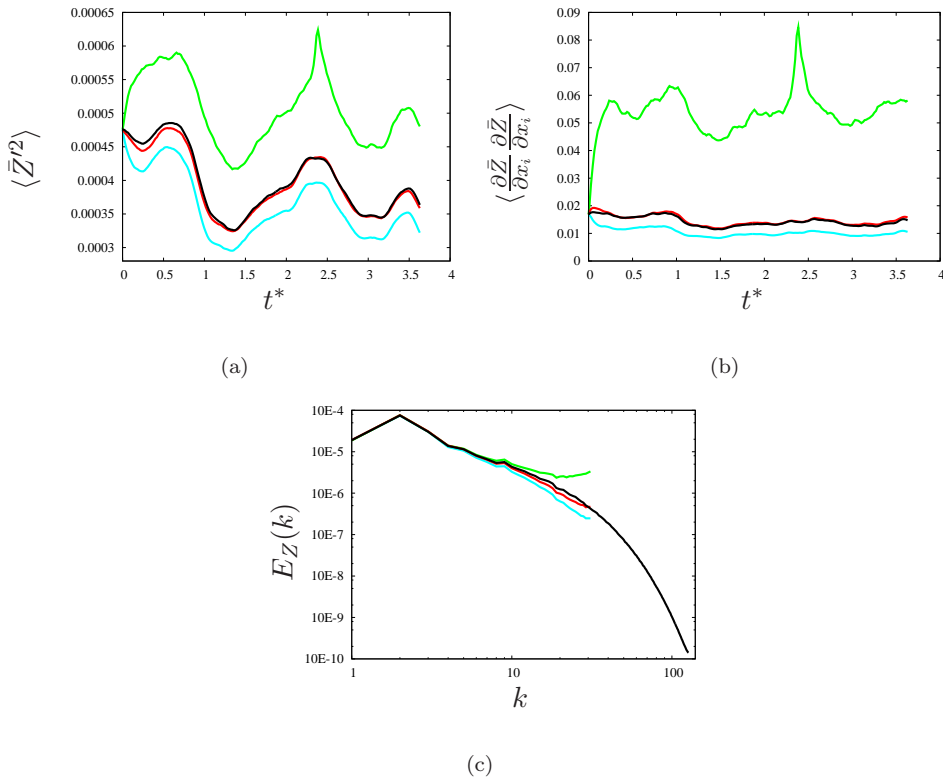 0.00065
0.0006
0.00055
0.0005
0.00045
0.0004
0.00035
0.0003
0 0.5 1 1.5 2 2.5 3 3.5 4
⟨Z̄′²⟩
t*
(a)
0.09
0.08
0.07
0.06
0.05
0.04
0.03
0.02
0.01
0
0 0.5 1 1.5 2 2.5 3 3.5 4
⟨∂Z̄/∂xᵢ ∂Z̄/∂xᵢ⟩
t*
(b)
10E-4
10E-5
10E-6
10E-7
10E-8
10E-9
10E-10
1 10 100
E_Z(k)
k
(c)